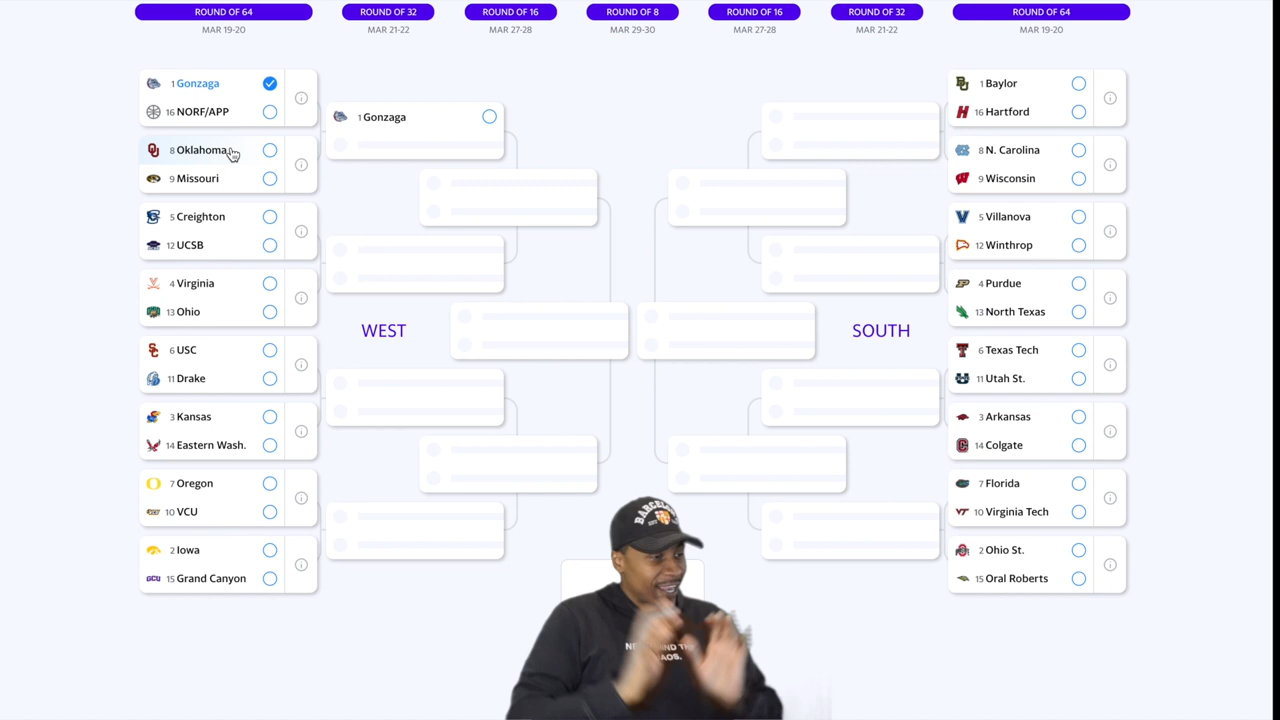 ROUND OF 64
ROUND OF 32
ROUND OF 16
ROUND OF 8
ROUND OF 16
ROUND OF 32
ROUND OF 64
MAR 19-20
MAR 21-22
MAR 27-28
MAR 29-30
MAR 27-28
MAR 21-22
MAR 19-20
1 Gonzaga
16 NORF/APP
8 Oklahoma
9 Missouri
5 Creighton
12 UCSB
4 Virginia
13 Ohio
6 USC
11 Drake
3 Kansas
14 Eastern Wash.
7 Oregon
10 VCU
2 Iowa
GCU
15 Grand Canyon
1 Gonzaga
WEST
SOUTH
1 Baylor
16 Hartford
8 N. Carolina
9 Wisconsin
5 Villanova
12 Winthrop
4 Purdue
13 North Texas
6 Texas Tech
11 Utah St.
3 Arkansas
14 Colgate
7 Florida
10 Virginia Tech
2 Ohio St.
15 Oral Roberts